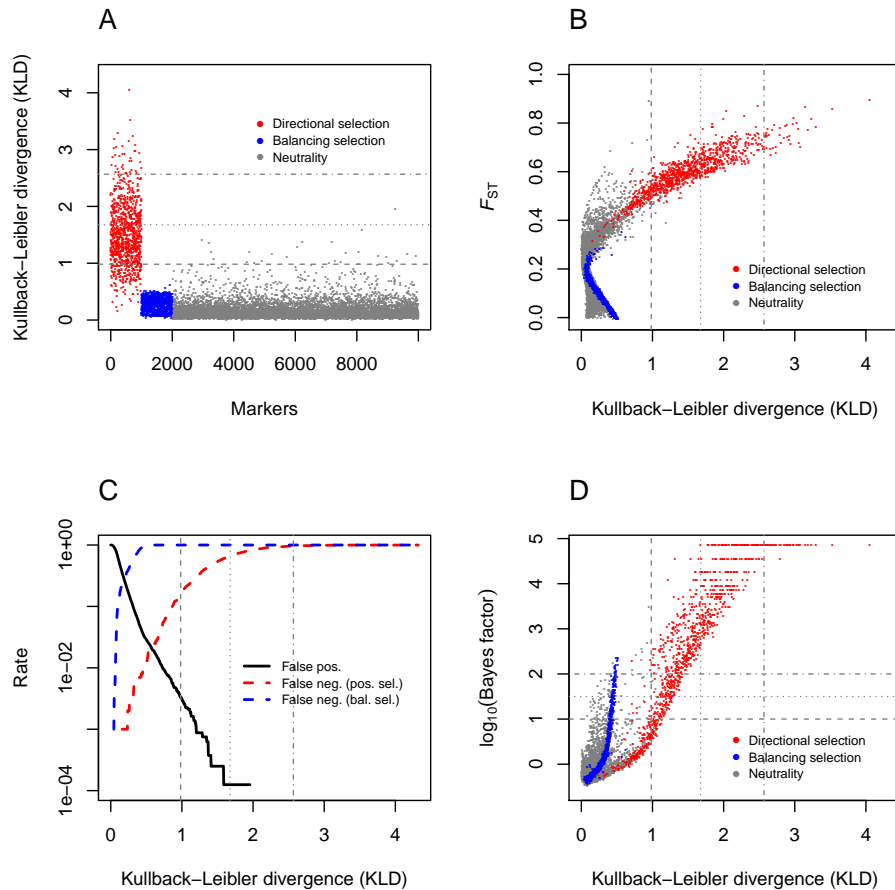 A
Kullback–Leibler divergence (KLD)
4
3
2
1
0
Directional selection
Balancing selection
Neutrality
0 2000 4000 6000 8000
Markers
B
FST
1.0
0.8
0.6
0.4
0.2
0.0
Directional selection
Balancing selection
Neutrality
0 1 2 3 4
Kullback–Leibler divergence (KLD)
C
Rate
1e+00
1e−02
1e−04
False pos.
False neg. (pos. sel.)
False neg. (bal. sel.)
0 1 2 3 4
Kullback–Leibler divergence (KLD)
D
log10(Bayes factor)
5
4
3
2
1
0
Directional selection
Balancing selection
Neutrality
0 1 2 3 4
Kullback–Leibler divergence (KLD)